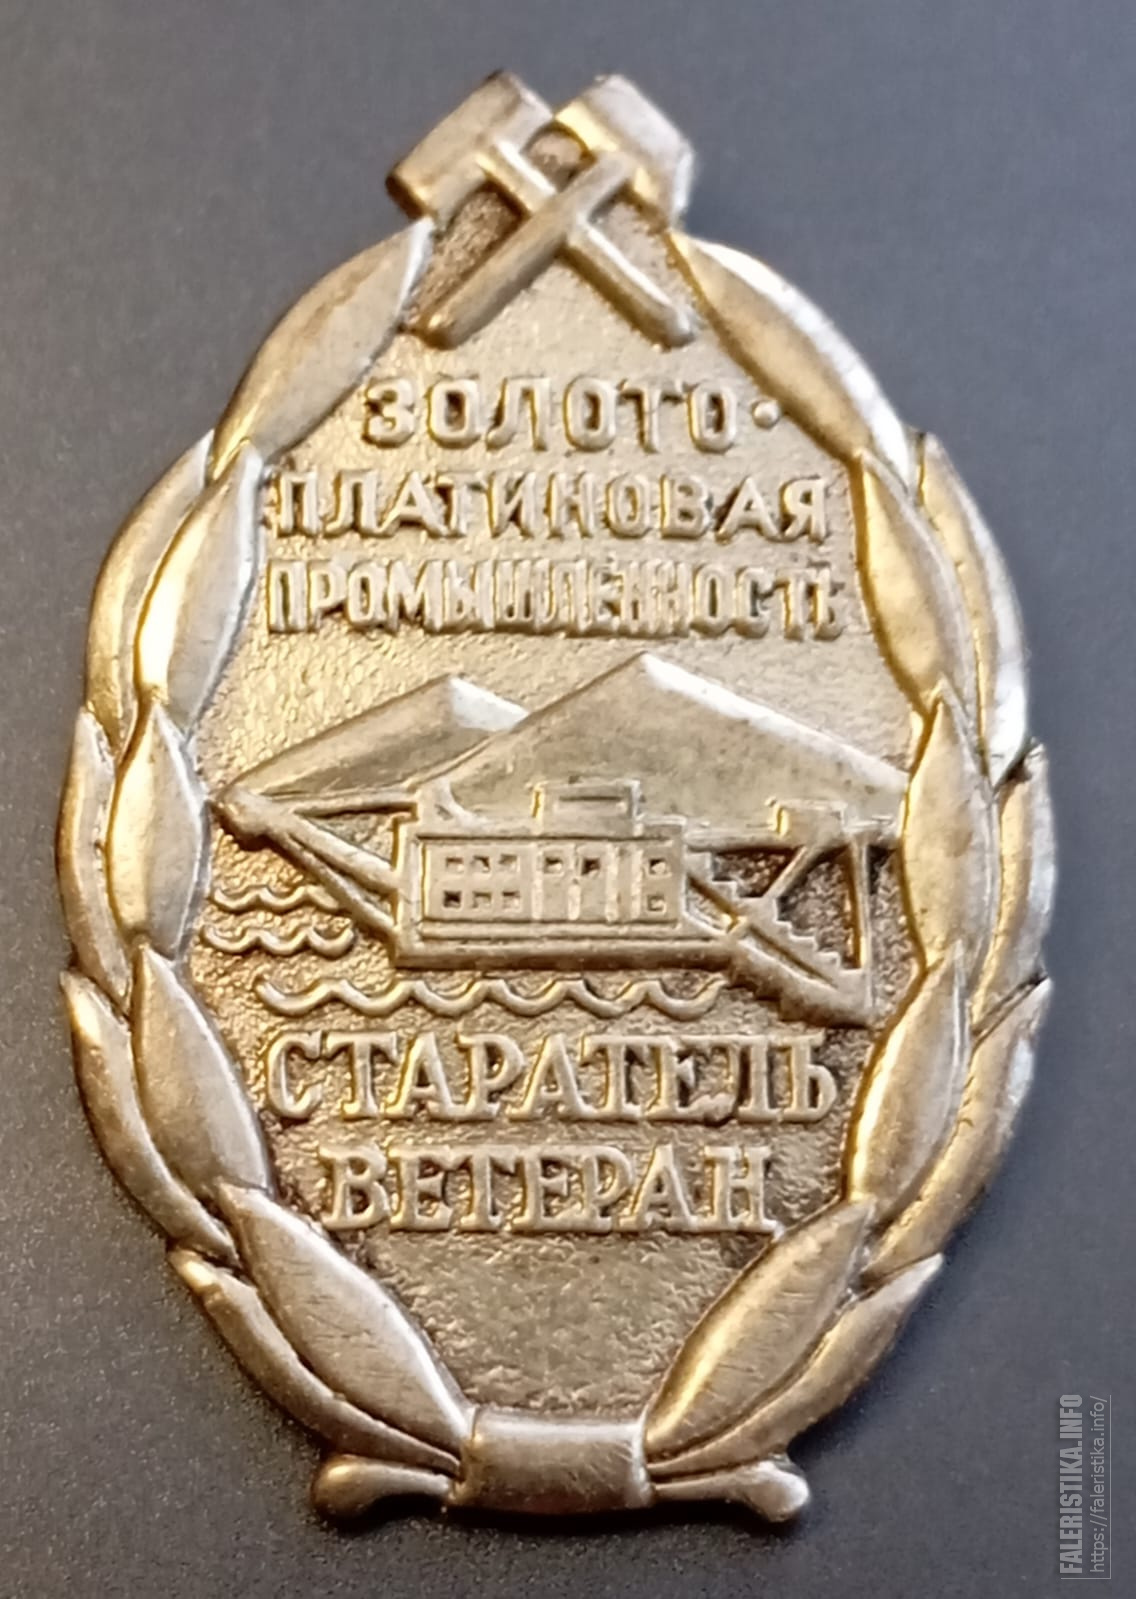 ЗОЛОТО-
ПЛАТИНОВАЯ
ПРОМЫШЛЕННОСТЬ
СТАРАТЕЛЬ
ВЕТЕРАН
FALERISTIKA.INFO
https://faleristika.info/